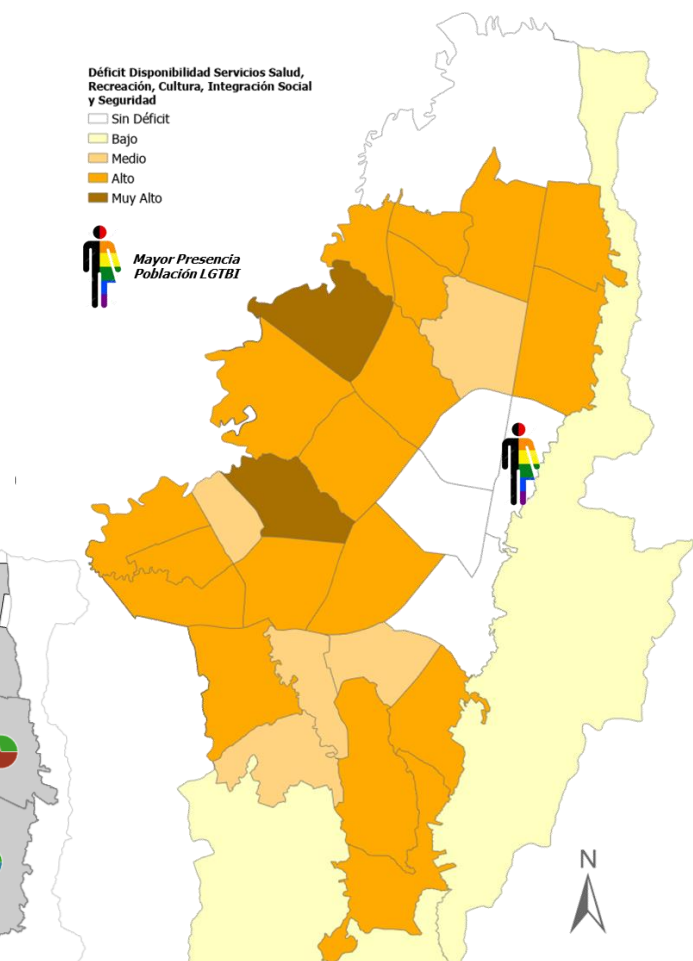 Déficit Disponibilidad Servicios Salud,
Recreación, Cultura, Integración Social
y Seguridad
Sin Déficit
Bajo
Medio
Alto
Muy Alto
Mayor Presencia
Población LGTBI
N